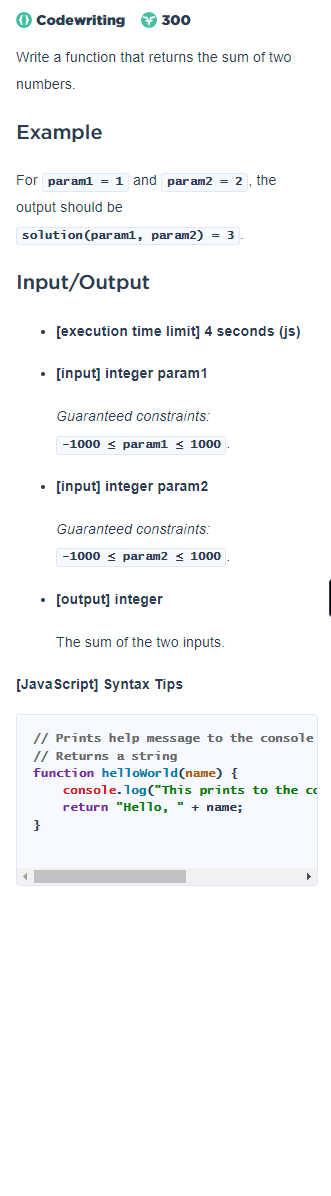 Codewriting 300
Write a function that returns the sum of two
numbers.
Example
For param1 = 1 and param2 = 2, the
output should be
solution(param1, param2) = 3.
Input/Output
• [execution time limit] 4 seconds (js)
• [input] integer param1
Guaranteed constraints:
-1000 ≤ param1 ≤ 1000.
• [input] integer param2
Guaranteed constraints:
-1000 ≤ param2 ≤ 1000.
• [output] integer
The sum of the two inputs.
[JavaScript] Syntax Tips
// Prints help message to the console
// Returns a string
function helloWorld(name) {
    console.log("This prints to the co
    return "Hello, " + name;
}